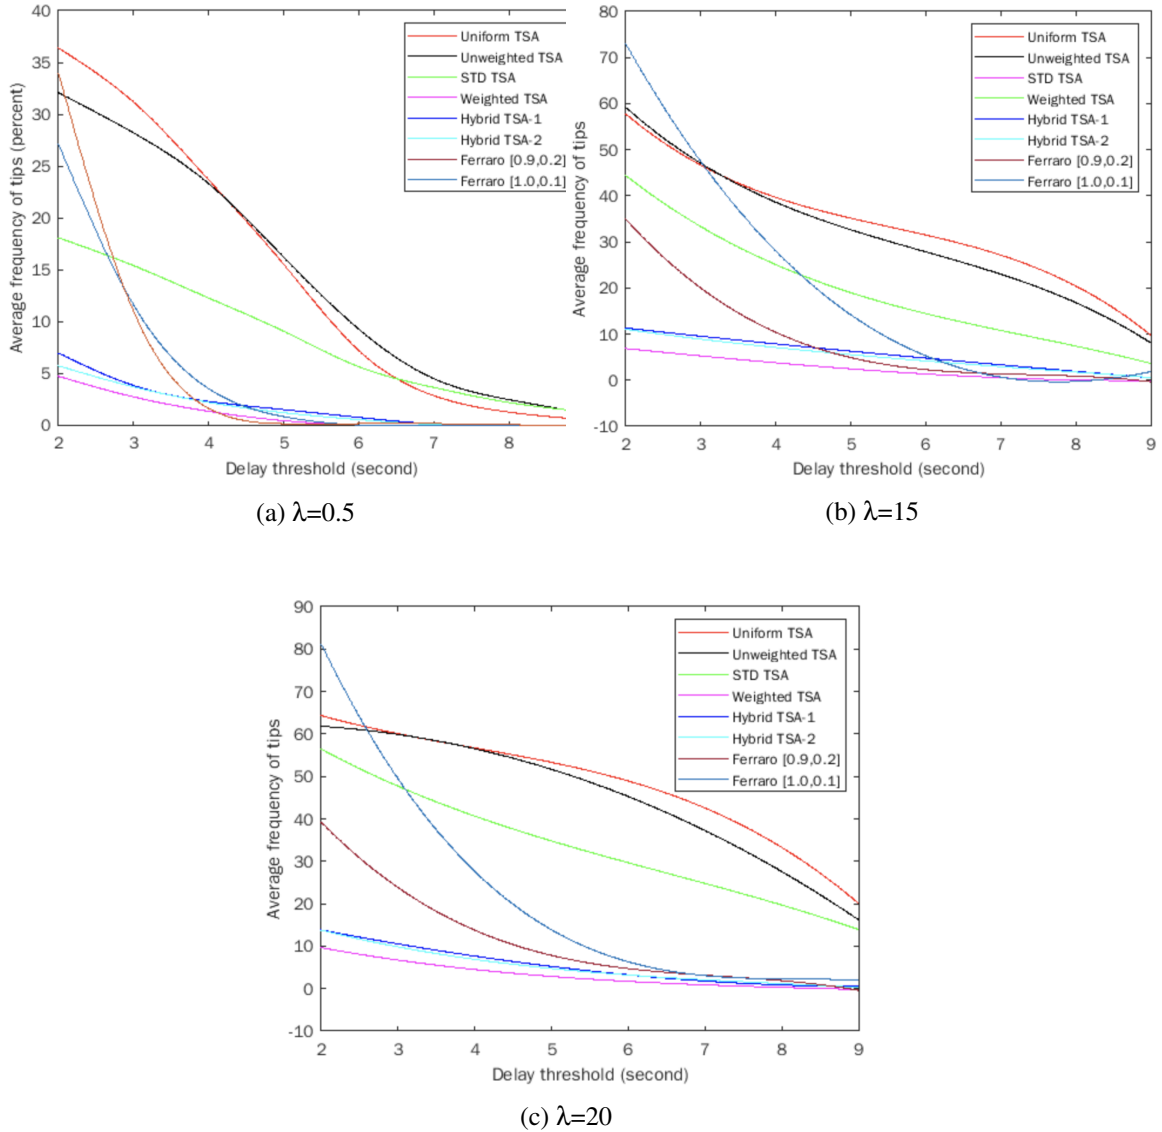 40
35
30
25
20
15
10
5
0
Average frequency of tips (percent)
2 3 4 5 6 7 8
Delay threshold (second)
Uniform TSA
Unweighted TSA
STD TSA
Weighted TSA
Hybrid TSA-1
Hybrid TSA-2
Ferraro [0.9,0.2]
Ferraro [1.0,0.1]
(a) λ=0.5
80
70
60
50
40
30
20
10
0
-10
Average frequency of tips
2 3 4 5 6 7 8 9
Delay threshold (second)
Uniform TSA
Unweighted TSA
STD TSA
Weighted TSA
Hybrid TSA-1
Hybrid TSA-2
Ferraro [0.9,0.2]
Ferraro [1.0,0.1]
(b) λ=15
90
80
70
60
50
40
30
20
10
0
-10
Average frequency of tips
2 3 4 5 6 7 8 9
Delay threshold (second)
Uniform TSA
Unweighted TSA
STD TSA
Weighted TSA
Hybrid TSA-1
Hybrid TSA-2
Ferraro [0.9,0.2]
Ferraro [1.0,0.1]
(c) λ=20